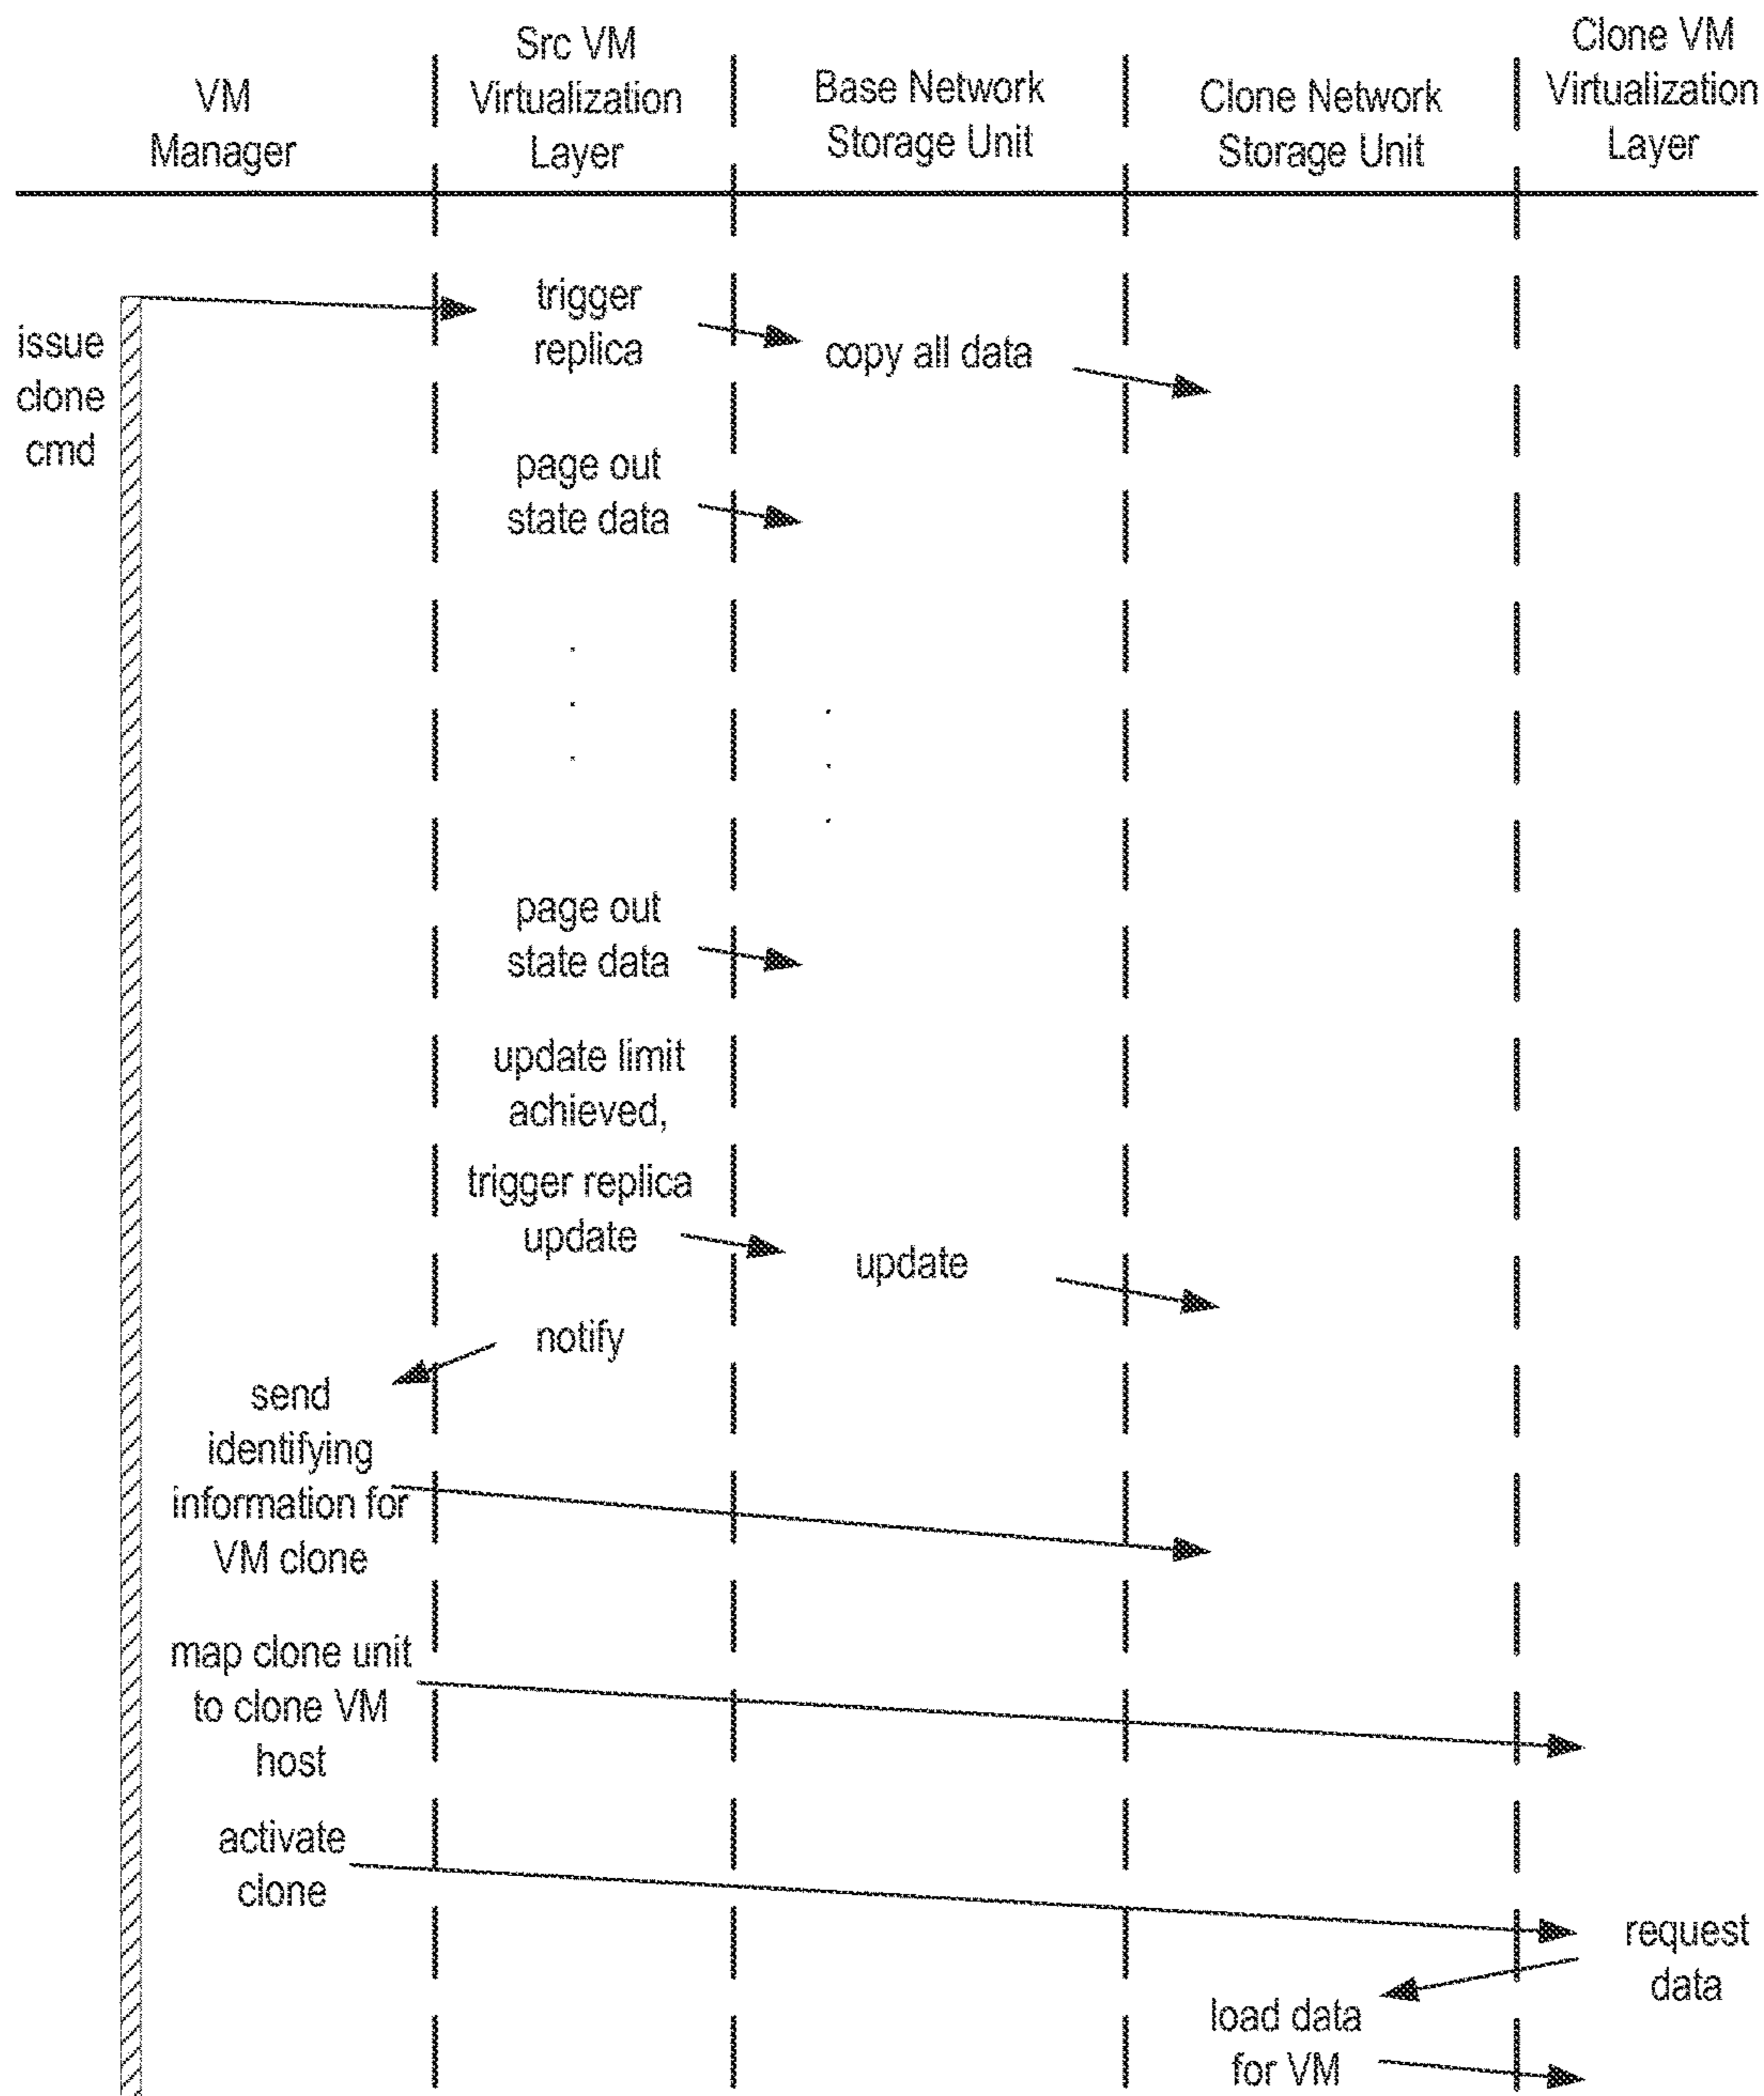 VM
Manager
Src VM
Virtualization
Layer
Base Network
Storage Unit
Clone Network
Storage Unit
Clone VM
Virtualization
Layer
issue
clone
cmd
trigger
replica
copy all data
page out
state data
page out
state data
update limit
achieved,
trigger replica
update
update
notify
send
identifying
information for
VM clone
map clone unit
to clone VM
host
activate
clone
request
data
load data
for VM